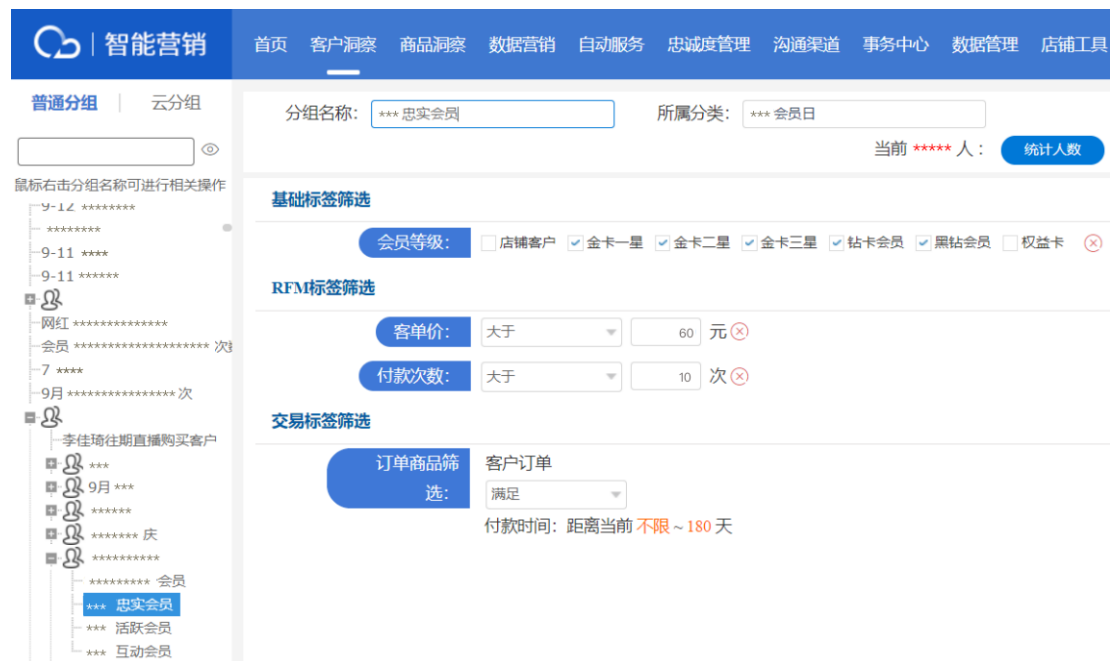 智能营销 首页 客户洞察 商品洞察 数据营销 自动服务 忠诚度管理 沟通渠道 事务中心 数据管理 店铺工具
普通分组 云分组
鼠标右击分组名称可进行相关操作
9-12 ********
********
9-11 ****
9-11 ******
网红 **************
会员 ******************** 次数
7 ****
9月 **************** 次
李佳琦往期直播购买客户
***
9月 ***
******
******* 庆
**********
********* 会员
*** 忠实会员
*** 活跃会员
*** 互动会员
分组名称: *** 忠实会员 所属分类: *** 会员日
当前 ***** 人: 统计人数
基础标签筛选
会员等级: 店铺客户 金卡一星 金卡二星 金卡三星 钻卡会员 黑钻会员 权益卡
RFM标签筛选
客单价: 大于 60 元
付款次数: 大于 10 次
交易标签筛选
订单商品筛选: 客户订单
满足
付款时间: 距离当前 不限 ~ 180 天